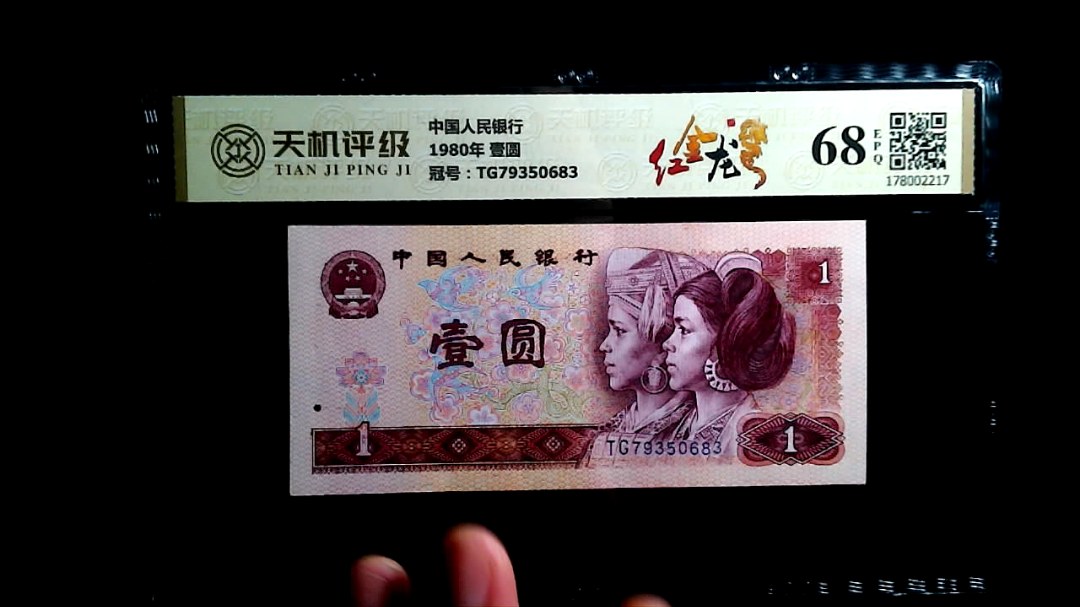 天机评级
TIAN JI PING JI
中国人民银行
1980年 壹圆
冠号：TG79350683
红金龙
68
EPQ
178002217
中国人民银行
1
壹圆
1
TG79350683
1